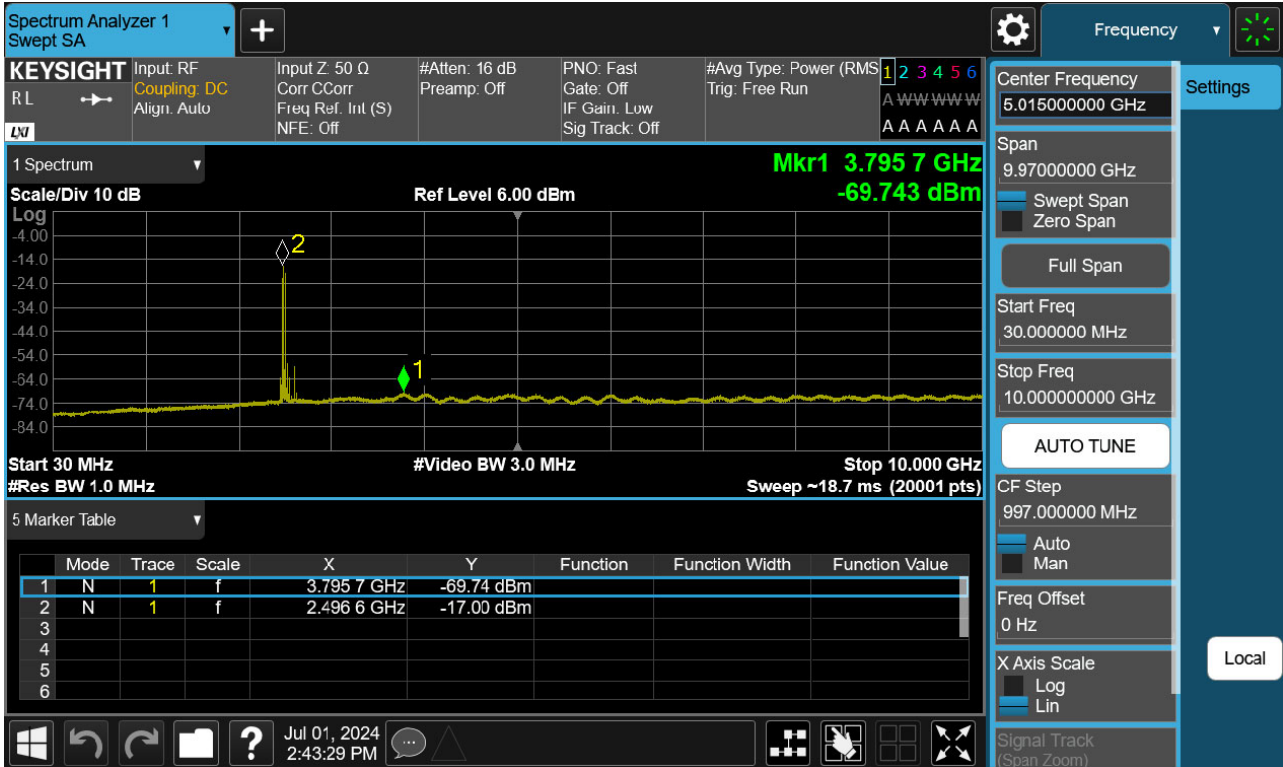 Spectrum Analyzer 1
Swept SA
+
Frequency
KEYSIGHT
RL
LXI
Input: RF
Coupling: DC
Align: Auto
Input Z: 50 Ω
Corr CCorr
Freq Ref: Int (S)
NFE: Off
#Atten: 16 dB
Preamp: Off
PNO: Fast
Gate: Off
IF Gain: Low
Sig Track: Off
#Avg Type: Power (RMS
Trig: Free Run
1 2 3 4 5 6
A W W W W W
A A A A A A
1 Spectrum
Mkr1 3.795 7 GHz
-69.743 dBm
Scale/Div 10 dB
Ref Level 6.00 dBm
Log
-4.00
-14.0
-24.0
-34.0
-44.0
-54.0
-64.0
-74.0
-84.0
2
1
Start 30 MHz
#Video BW 3.0 MHz
Stop 10.000 GHz
#Res BW 1.0 MHz
Sweep ~18.7 ms (20001 pts)
5 Marker Table
Mode Trace Scale X Y Function Function Width Function Value
1 N 1 f 3.795 7 GHz -69.74 dBm
2 N 1 f 2.496 6 GHz -17.00 dBm
3
4
5
6
?
Jul 01, 2024
2:43:29 PM
Center Frequency
5.015000000 GHz
Settings
Span
9.97000000 GHz
Swept Span
Zero Span
Full Span
Start Freq
30.000000 MHz
Stop Freq
10.000000000 GHz
AUTO TUNE
CF Step
997.000000 MHz
Auto
Man
Freq Offset
0 Hz
X Axis Scale
Log
Lin
Local
Signal Track
(Span Zoom)